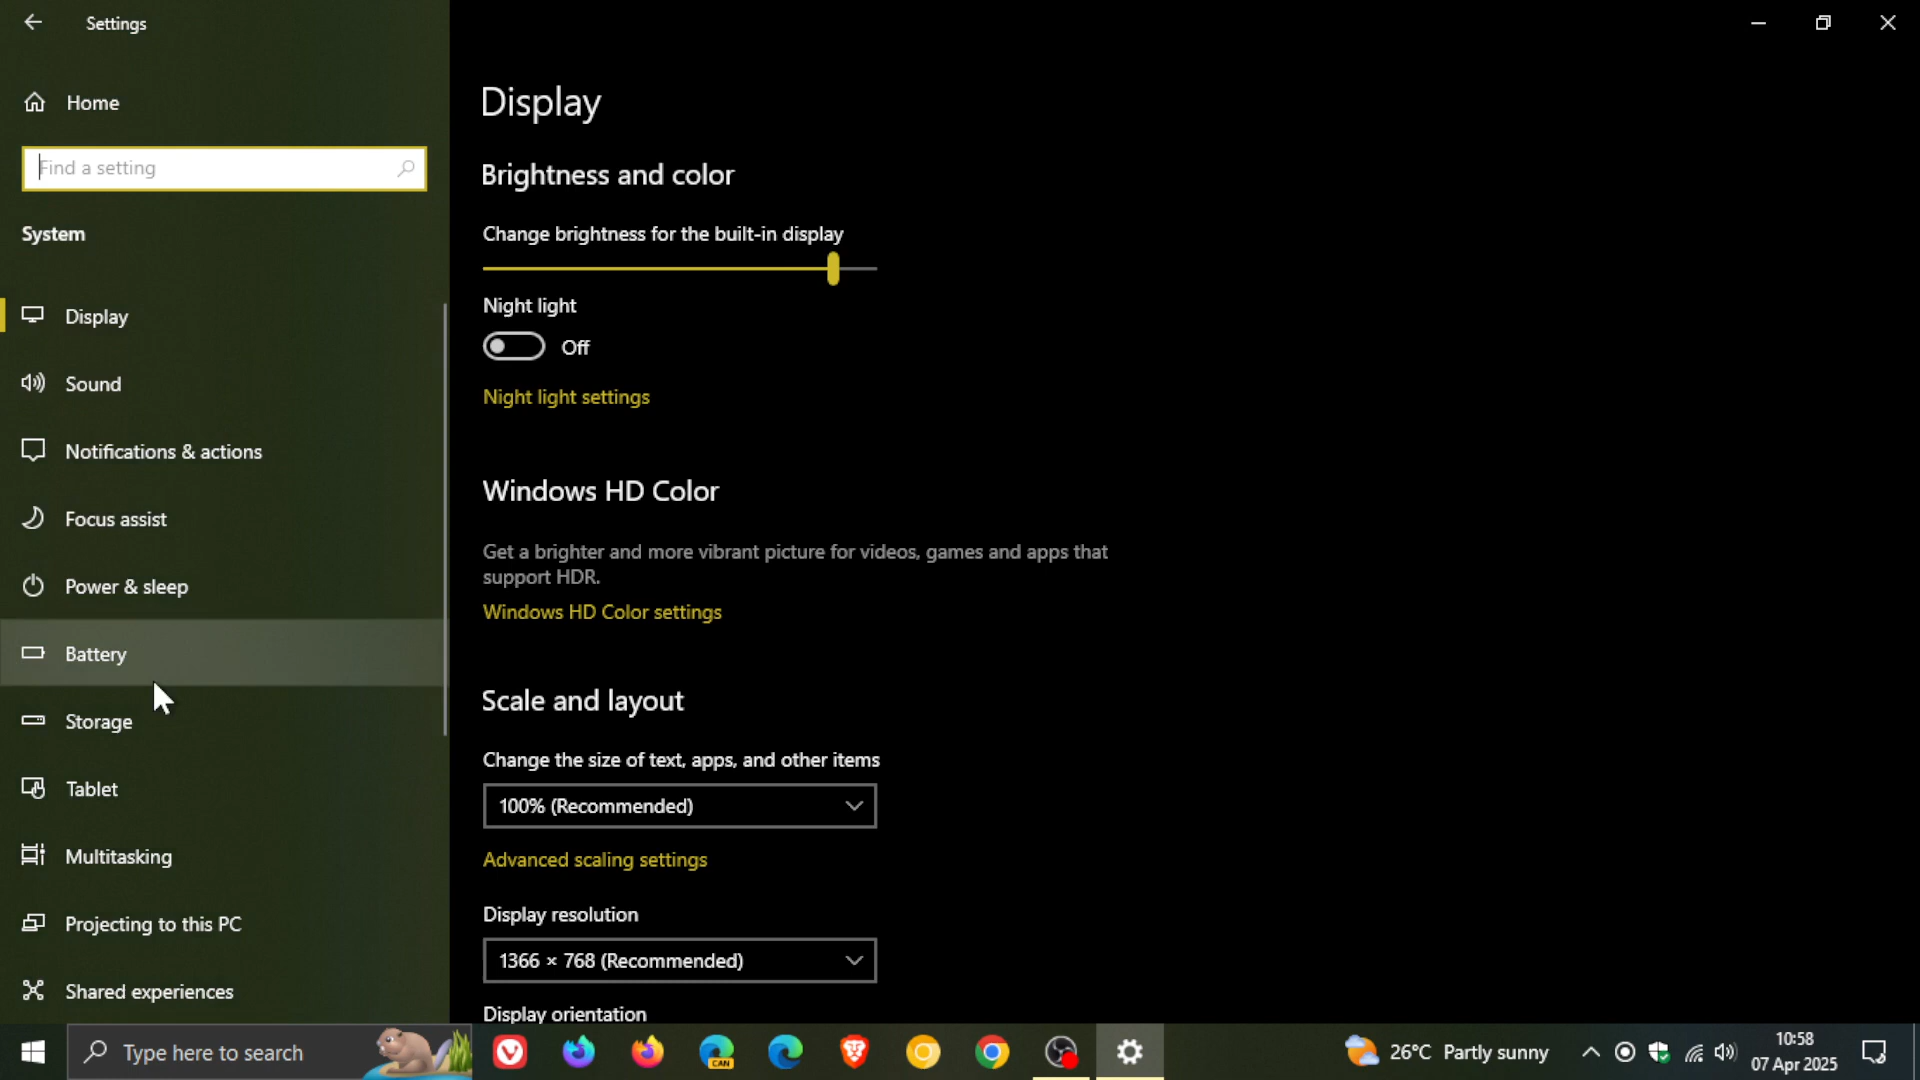 Settings
Home
Find a setting
System
Display
Sound
Notifications & actions
Focus assist
Power & sleep
Battery
Storage
Tablet
Multitasking
Projecting to this PC
Shared experiences
Display
Brightness and color
Change brightness for the built-in display
Night light
Off
Night light settings
Windows HD Color
Get a brighter and more vibrant picture for videos, games and apps that
support HDR.
Windows HD Color settings
Scale and layout
Change the size of text, apps, and other items
100% (Recommended)
Advanced scaling settings
Display resolution
1366 × 768 (Recommended)
Display orientation
Type here to search
CAN
26°C Partly sunny
10:58
07 Apr 2025